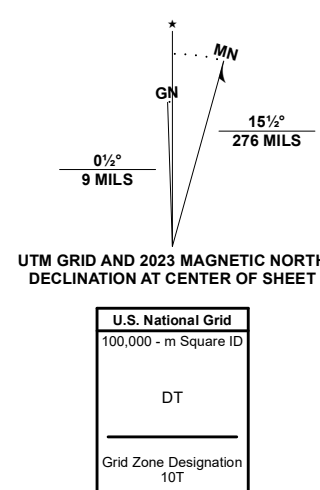 ★
MN
GN
15½°
276 MILS
0½°
9 MILS
UTM GRID AND 2023 MAGNETIC NORTH
DECLINATION AT CENTER OF SHEET
U.S. National Grid
100,000 - m Square ID
DT
Grid Zone Designation
10T